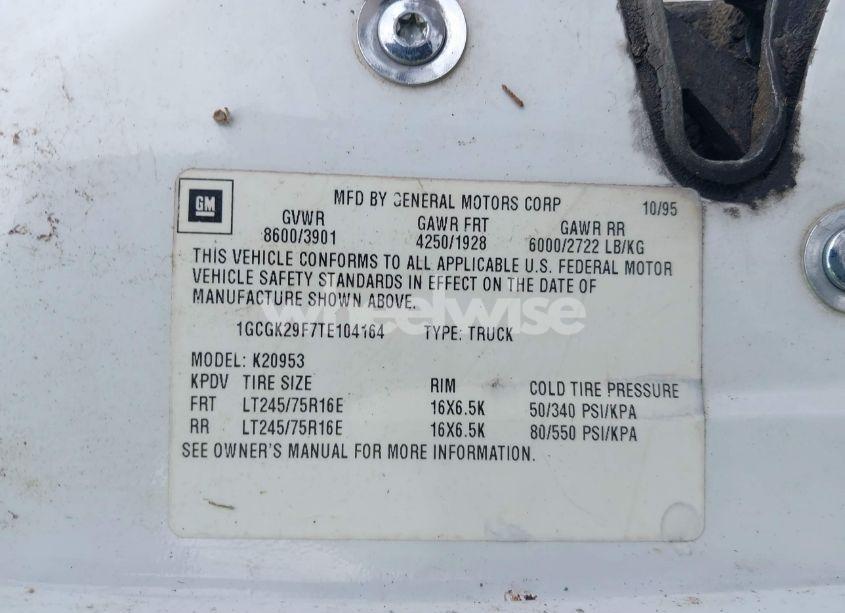 GM
MFD BY GENERAL MOTORS CORP 10/95
GVWR GAWR FRT GAWR RR
8600/3901 4250/1928 6000/2722 LB/KG
THIS VEHICLE CONFORMS TO ALL APPLICABLE U.S. FEDERAL MOTOR
VEHICLE SAFETY STANDARDS IN EFFECT ON THE DATE OF
MANUFACTURE SHOWN ABOVE.
wheelwise
1GCGK29F7TE104164 TYPE: TRUCK
MODEL: K20953
KPDV TIRE SIZE RIM COLD TIRE PRESSURE
FRT LT245/75R16E 16X6.5K 50/340 PSI/KPA
RR LT245/75R16E 16X6.5K 80/550 PSI/KPA
SEE OWNER'S MANUAL FOR MORE INFORMATION.